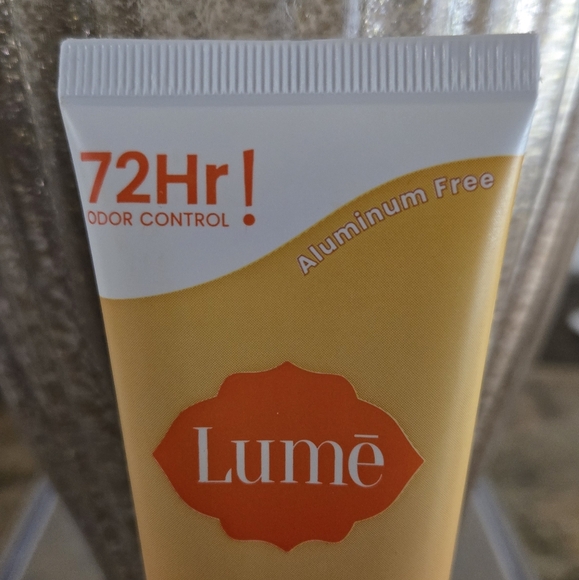 72Hr!
ODOR CONTROL
Aluminum Free
Lumē